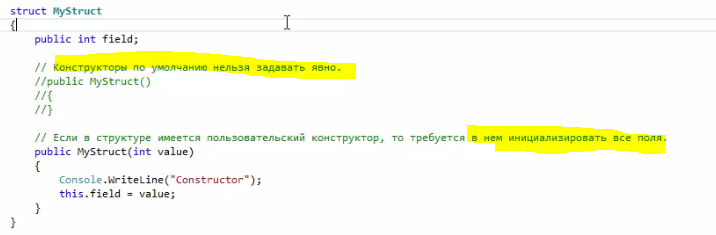 struct MyStruct
{
public int field;
// Конструкторы по умолчанию нельзя задавать явно.
//public MyStruct()
//{
//}
// Если в структуре имеется пользовательский конструктор, то требуется в нем инициализировать все поля.
public MyStruct(int value)
{
Console.WriteLine("Constructor");
this.field = value;
}
}